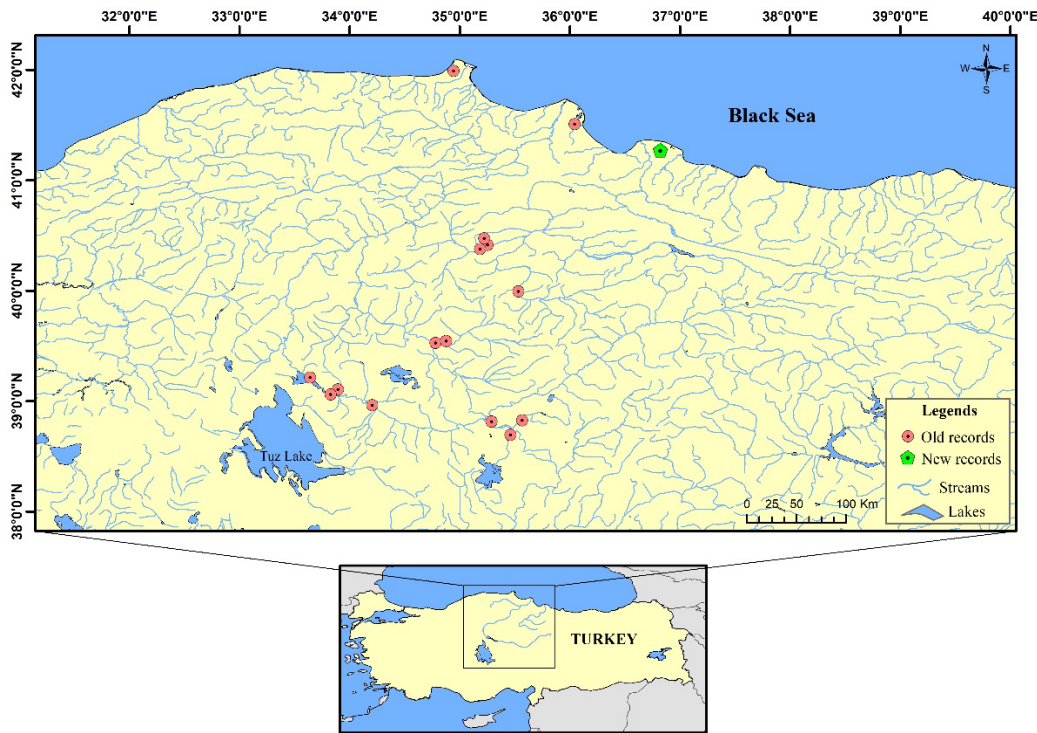 32°0'0"E 33°0'0"E 34°0'0"E 35°0'0"E 36°0'0"E 37°0'0"E 38°0'0"E 39°0'0"E 40°0'0"E
42°0'0"N
41°0'0"N
40°0'0"N
39°0'0"N
38°0'0"N
N
W E
S
Black Sea
Tuz Lake
Legends
Old records
New records
Streams
Lakes
0 25 50 100 Km
TURKEY